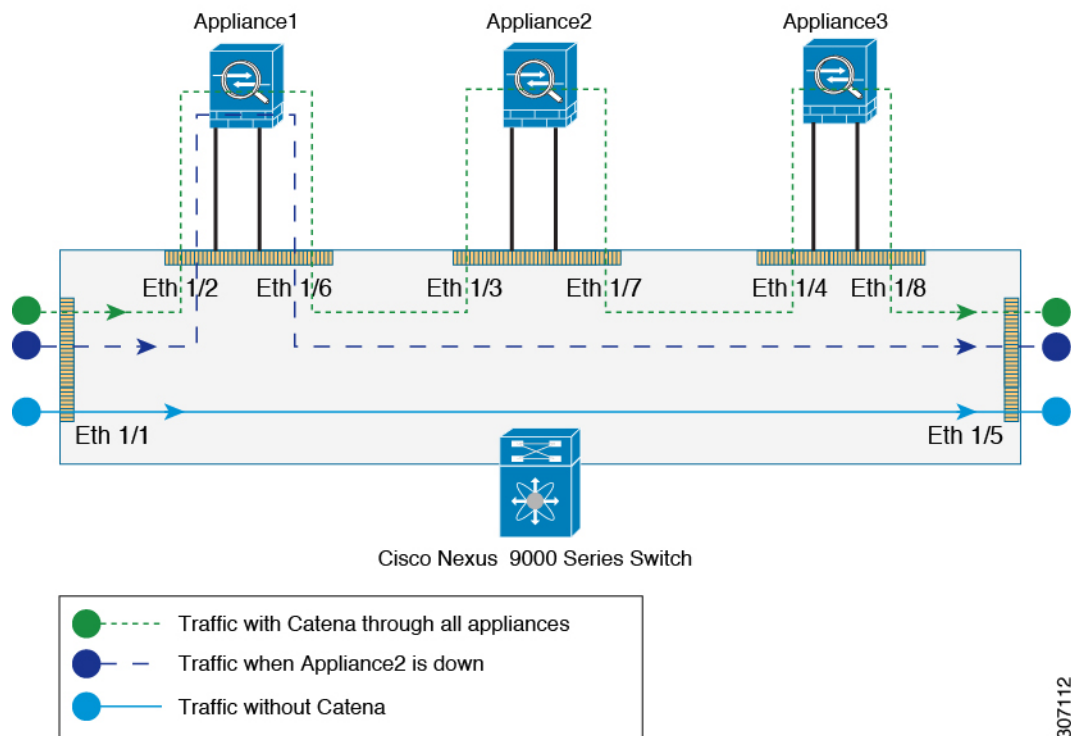 Appliance1 Appliance2 Appliance3
Eth 1/2 Eth 1/6 Eth 1/3 Eth 1/7 Eth 1/4 Eth 1/8
Eth 1/1 Eth 1/5
Cisco Nexus 9000 Series Switch
Traffic with Catena through all appliances
Traffic when Appliance2 is down
Traffic without Catena
307112